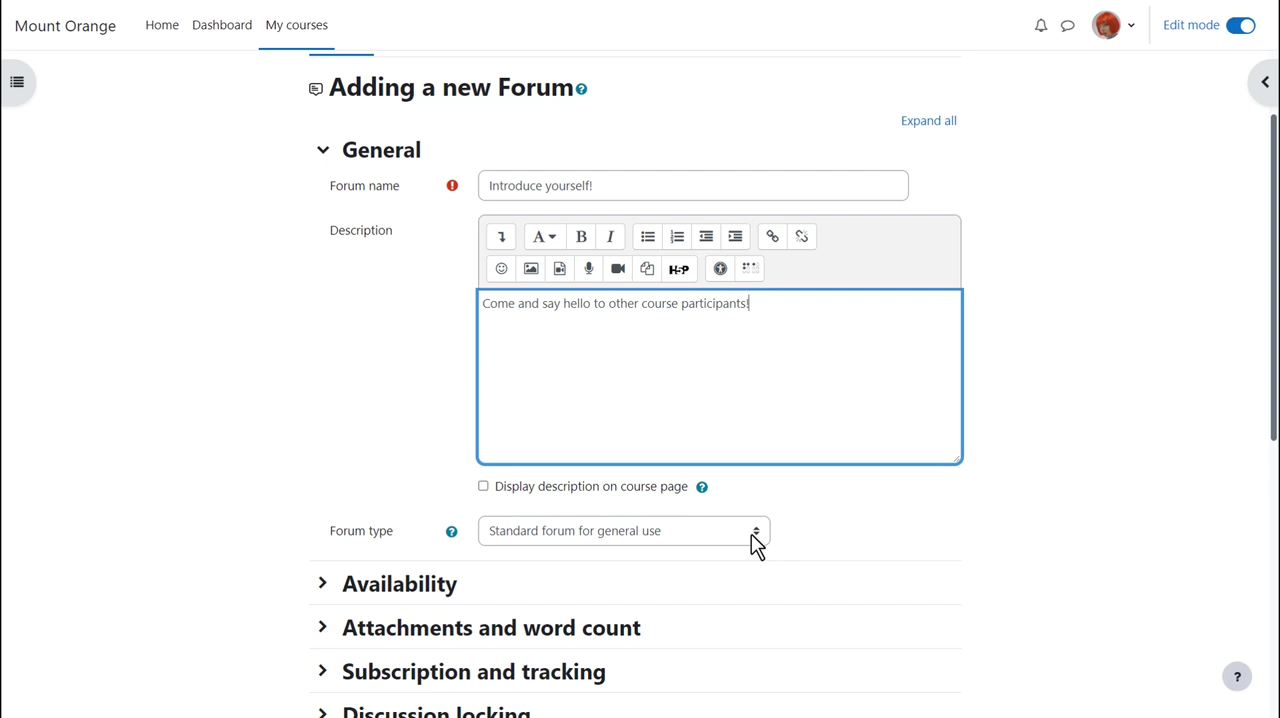 Mount Orange Home Dashboard My courses Edit mode
Adding a new Forum
Expand all
General
Forum name Introduce yourself!
Description
A B I
H-P
Come and say hello to other course participants!
Display description on course page
Forum type Standard forum for general use
Availability
Attachments and word count
Subscription and tracking
Discussion locking